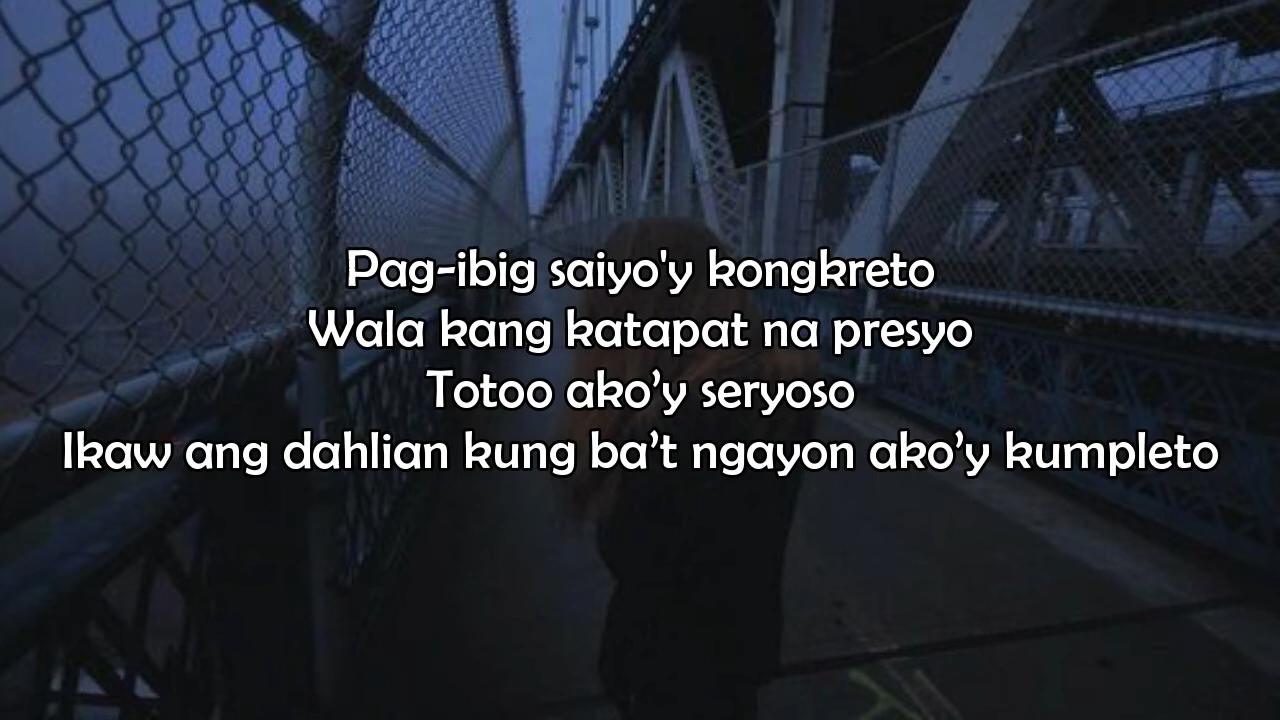 Pag-ibig saiyo'y kongkreto
Wala kang katapat na presyo
Totoo ako’y seryoso
Ikaw ang dahlian kung ba’t ngayon ako’y kumpleto